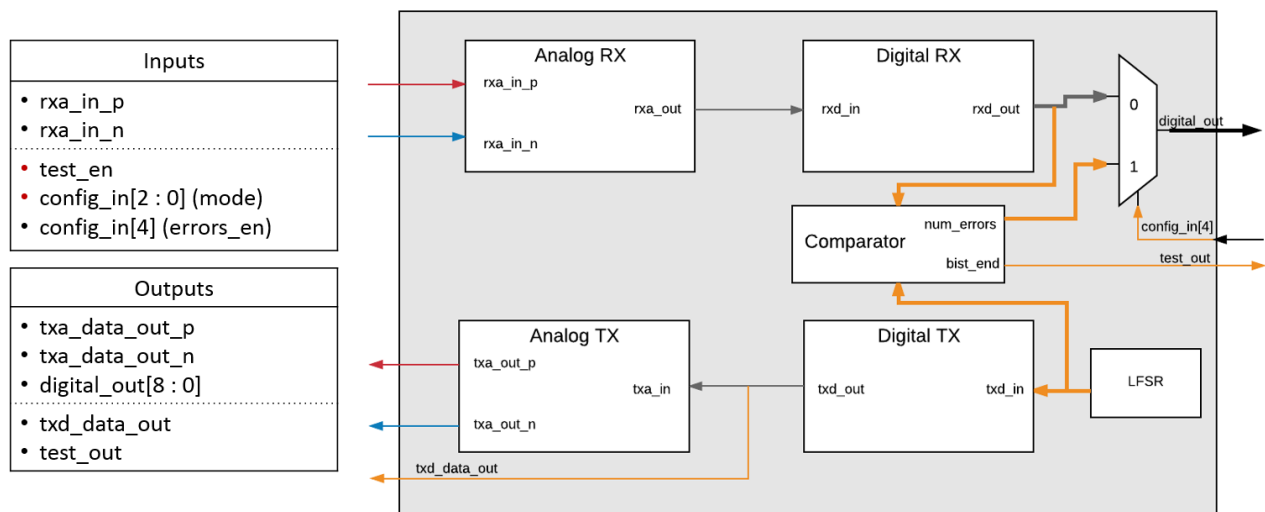 Inputs
• rxa_in_p
• rxa_in_n
• test_en
• config_in[2 : 0] (mode)
• config_in[4] (errors_en)
Outputs
• txa_data_out_p
• txa_data_out_n
• digital_out[8 : 0]
• txd_data_out
• test_out
Analog RX
rxa_in_p
rxa_out
rxa_in_n
Digital RX
rxd_in
rxd_out
0
1
digital_out
config_in[4]
test_out
Comparator
num_errors
bist_end
Analog TX
txa_out_p
txa_in
txa_out_n
txd_data_out
Digital TX
txd_out
txd_in
LFSR